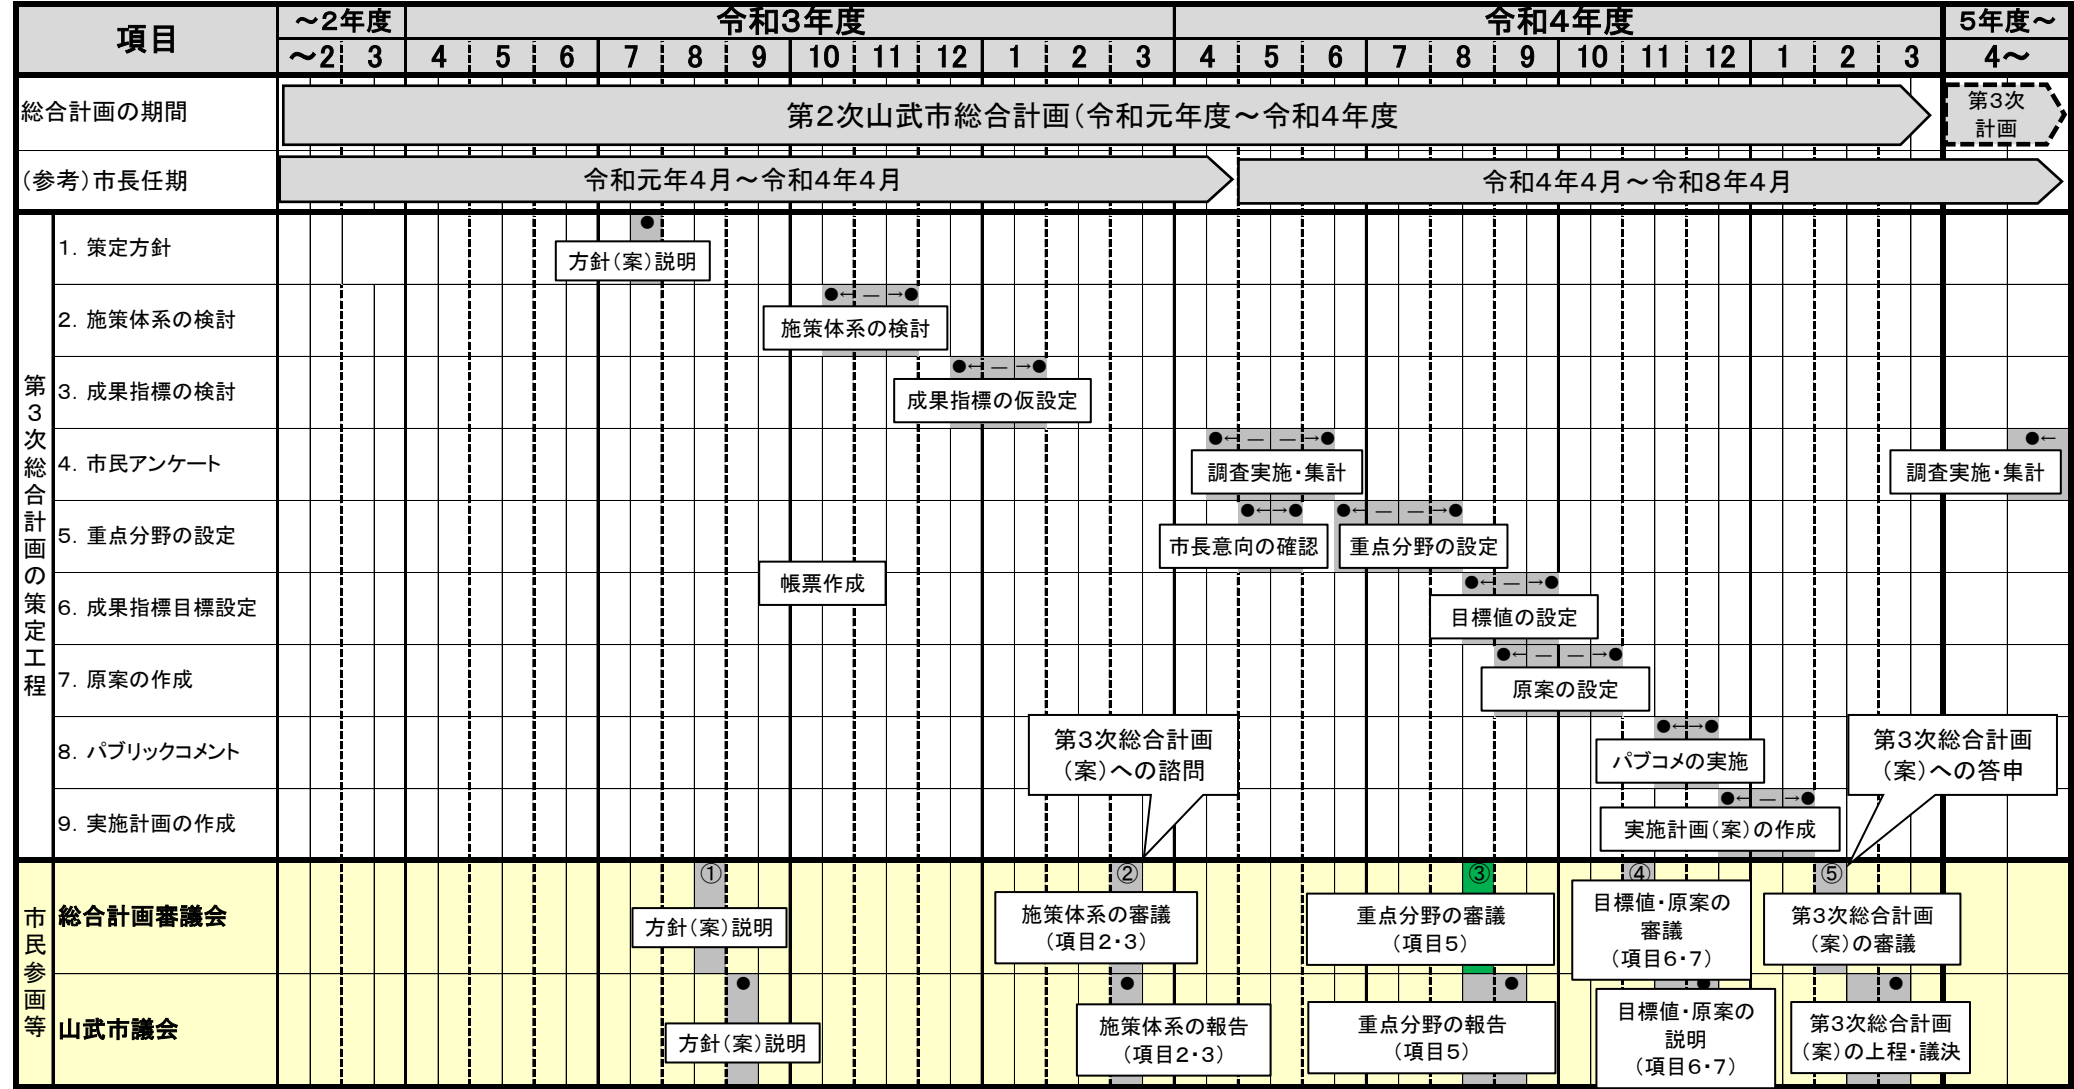 項目
～2年度
令和3年度
令和4年度
5年度～
～2 3 4 5 6 7 8 9 10 11 12 1 2 3 4 5 6 7 8 9 10 11 12 1 2 3 4～
総合計画の期間
第2次山武市総合計画（令和元年度～令和4年度
第3次
計画
（参考）市長任期
令和元年4月～令和4年4月
令和4年4月～令和8年4月
第3次総合計画の策定工程
1．策定方針
●
方針（案）説明
2．施策体系の検討
●←－→●
施策体系の検討
3．成果指標の検討
●←－→●
成果指標の仮設定
4．市民アンケート
●←－－→●
調査実施・集計
●←
調査実施・集計
5．重点分野の設定
●←→●
市長意向の確認
●←－－→●
重点分野の設定
帳票作成
6．成果指標目標設定
●←－→●
目標値の設定
7．原案の作成
●←－－→●
原案の設定
8．パブリックコメント
●←→●
パブコメの実施
第3次総合計画
（案）への諮問
第3次総合計画
（案）への答申
9．実施計画の作成
●←－→●
実施計画（案）の作成
市民参画等
総合計画審議会
①
方針（案）説明
②
施策体系の審議
（項目2・3）
③
重点分野の審議
（項目5）
④
目標値・原案の
審議
（項目6・7）
⑤
第3次総合計画
（案）の審議
山武市議会
●
方針（案）説明
●
施策体系の報告
（項目2・3）
●
重点分野の報告
（項目5）
●
目標値・原案の
説明
（項目6・7）
●
第3次総合計画
（案）の上程・議決